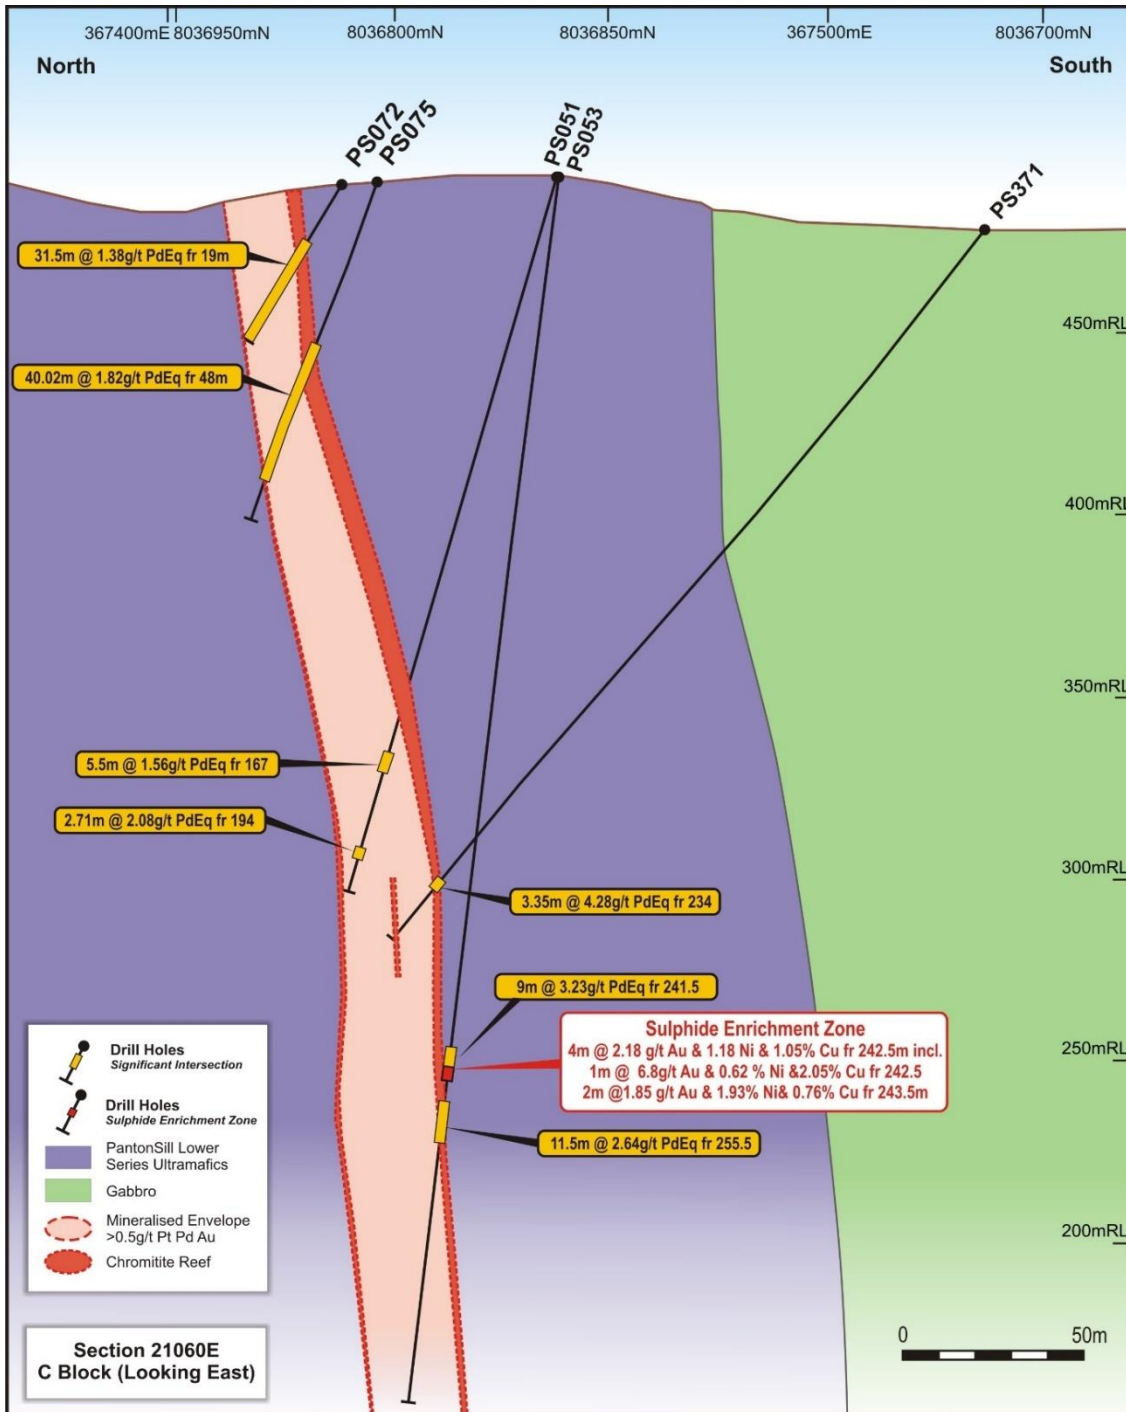 367400mE
8036950mN
8036800mN
8036850mN
367500mE
8036700mN
North
South
PS072
PS075
PS051
PS053
PS371
31.5m @ 1.38g/t PdEq fr 19m
450mRL
40.02m @ 1.82g/t PdEq fr 48m
400mRL
350mRL
5.5m @ 1.56g/t PdEq fr 167
2.71m @ 2.08g/t PdEq fr 194
300mRL
3.35m @ 4.28g/t PdEq fr 234
9m @ 3.23g/t PdEq fr 241.5
Sulphide Enrichment Zone
4m @ 2.18 g/t Au & 1.18 Ni & 1.05% Cu fr 242.5m incl.
1m @ 6.8g/t Au & 0.62 % Ni &2.05% Cu fr 242.5
2m @1.85 g/t Au & 1.93% Ni& 0.76% Cu fr 243.5m
250mRL
11.5m @ 2.64g/t PdEq fr 255.5
200mRL
Drill Holes
Significant Intersection
Drill Holes
Sulphide Enrichment Zone
PantonSill Lower
Series Ultramafics
Gabbro
Mineralised Envelope
>0.5g/t Pt Pd Au
Chromitite Reef
Section 21060E
C Block (Looking East)
0
50m